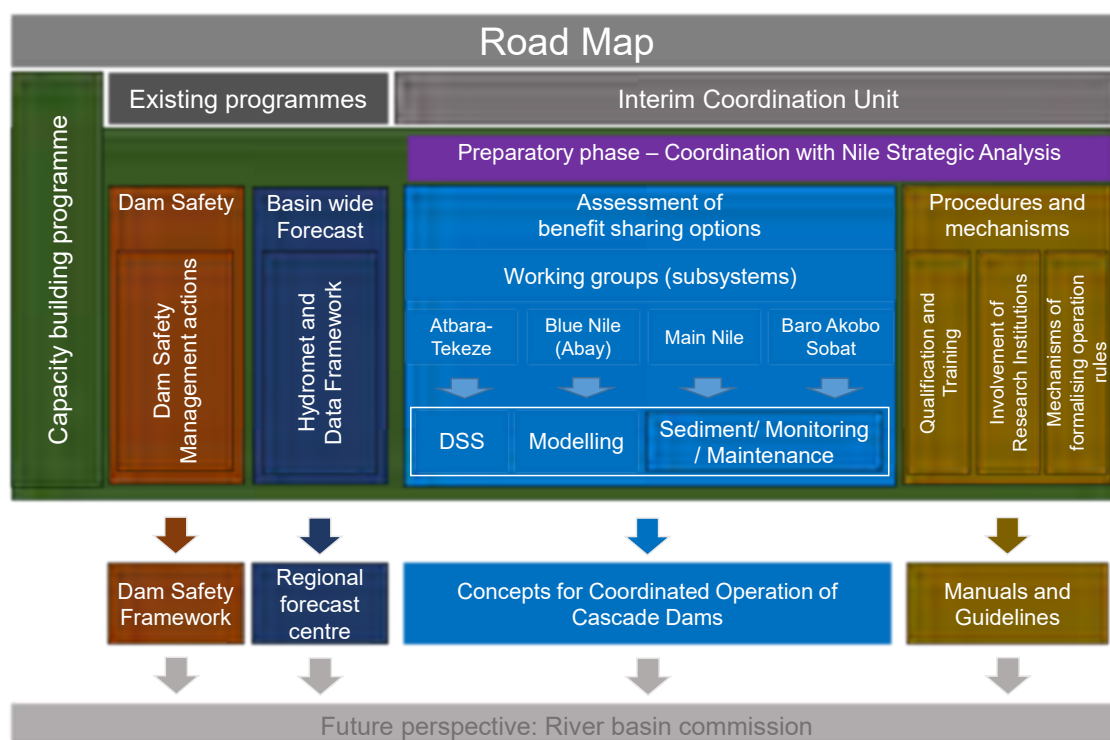 Road Map
Capacity building programme
Existing programmes
Interim Coordination Unit
Preparatory phase – Coordination with Nile Strategic Analysis
Dam Safety
Dam Safety
Management actions
Basin wide
Forecast
Hydromet and
Data Framework
Assessment of
benefit sharing options
Working groups (subsystems)
Atbara-
Tekeze
Blue Nile
(Abay)
Main Nile
Baro Akobo
Sobat
DSS
Modelling
Sediment/ Monitoring
/ Maintenance
Procedures and
mechanisms
Qualification and
Training
Involvement of
Research Institutions
Mechanisms of
formalising operation
rules
Dam Safety
Framework
Regional
forecast
centre
Concepts for Coordinated Operation of
Cascade Dams
Manuals and
Guidelines
Future perspective: River basin commission